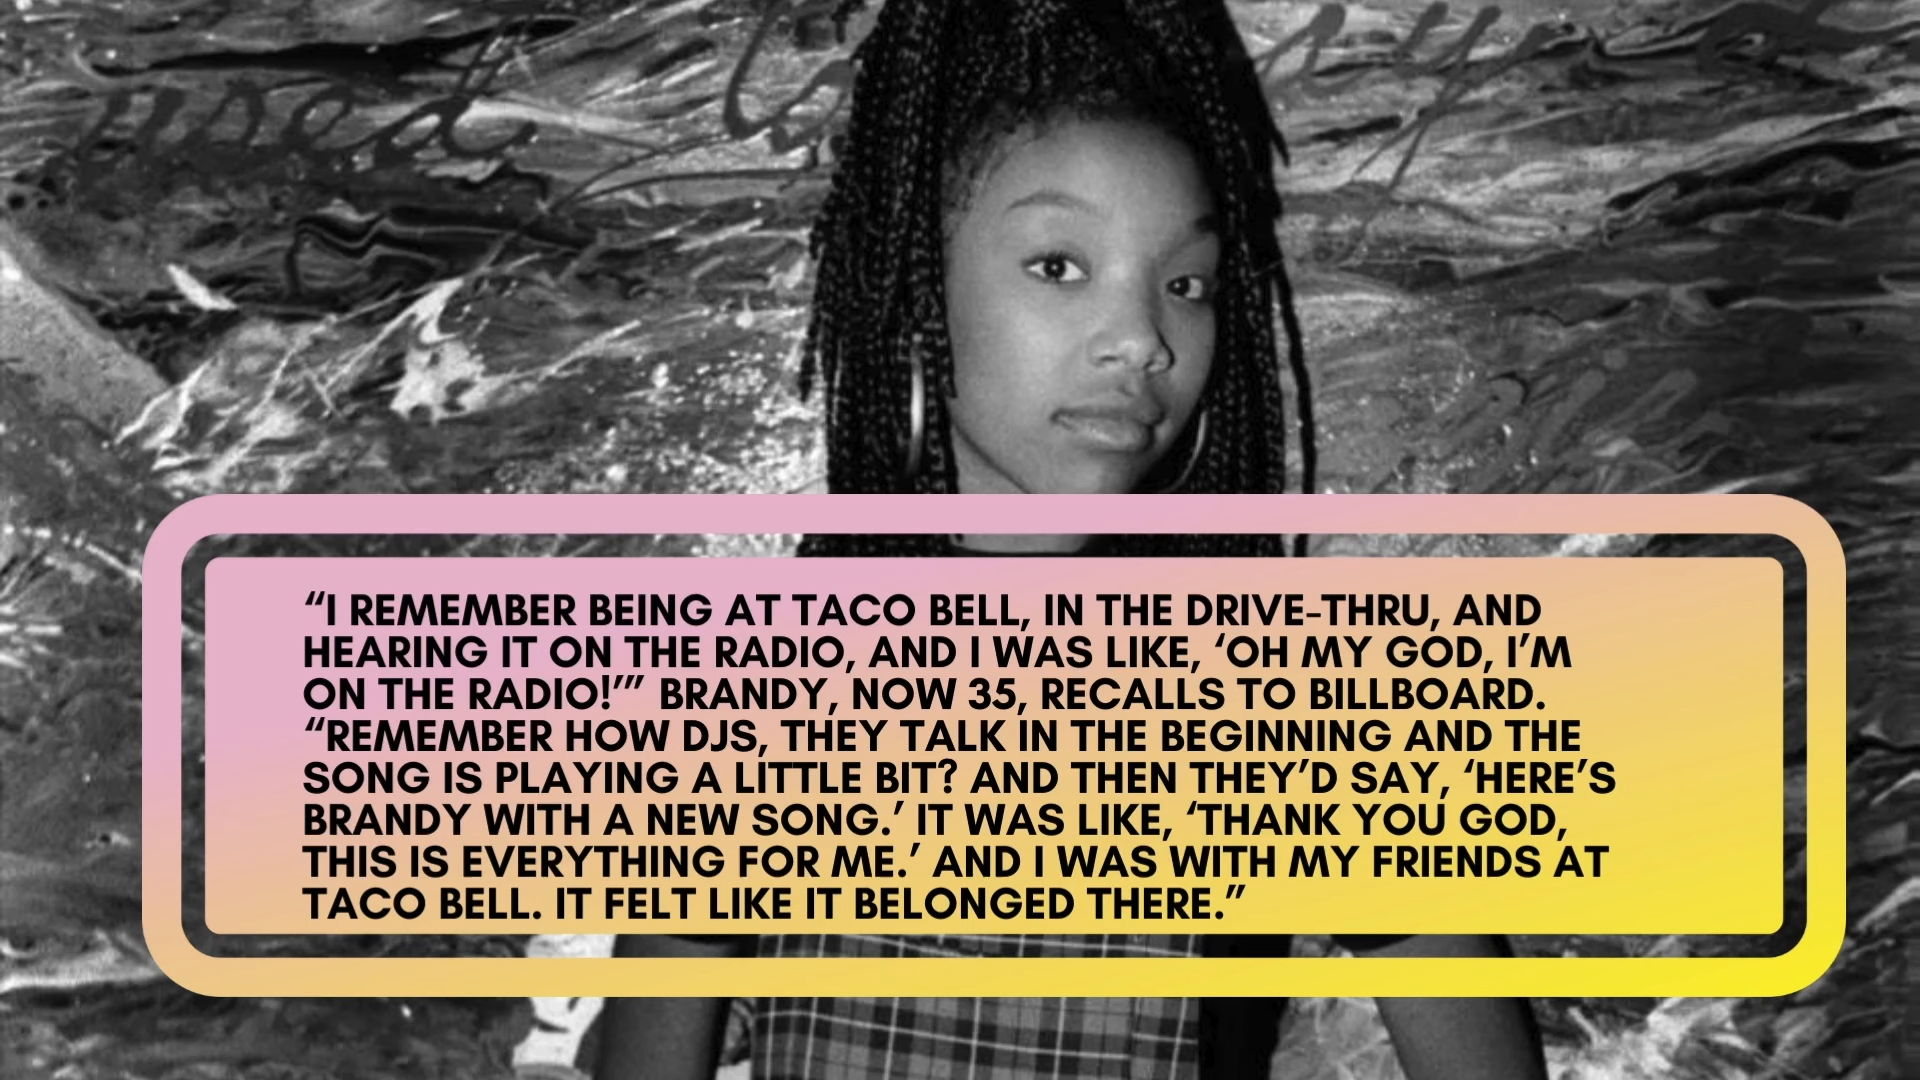 used to
“I REMEMBER BEING AT TACO BELL, IN THE DRIVE-THRU, AND
HEARING IT ON THE RADIO, AND I WAS LIKE, ‘OH MY GOD, I’M
ON THE RADIO!’” BRANDY, NOW 35, RECALLS TO BILLBOARD.
“REMEMBER HOW DJS, THEY TALK IN THE BEGINNING AND THE
SONG IS PLAYING A LITTLE BIT? AND THEN THEY’D SAY, ‘HERE’S
BRANDY WITH A NEW SONG.’ IT WAS LIKE, ‘THANK YOU GOD,
THIS IS EVERYTHING FOR ME.’ AND I WAS WITH MY FRIENDS AT
TACO BELL. IT FELT LIKE IT BELONGED THERE.”